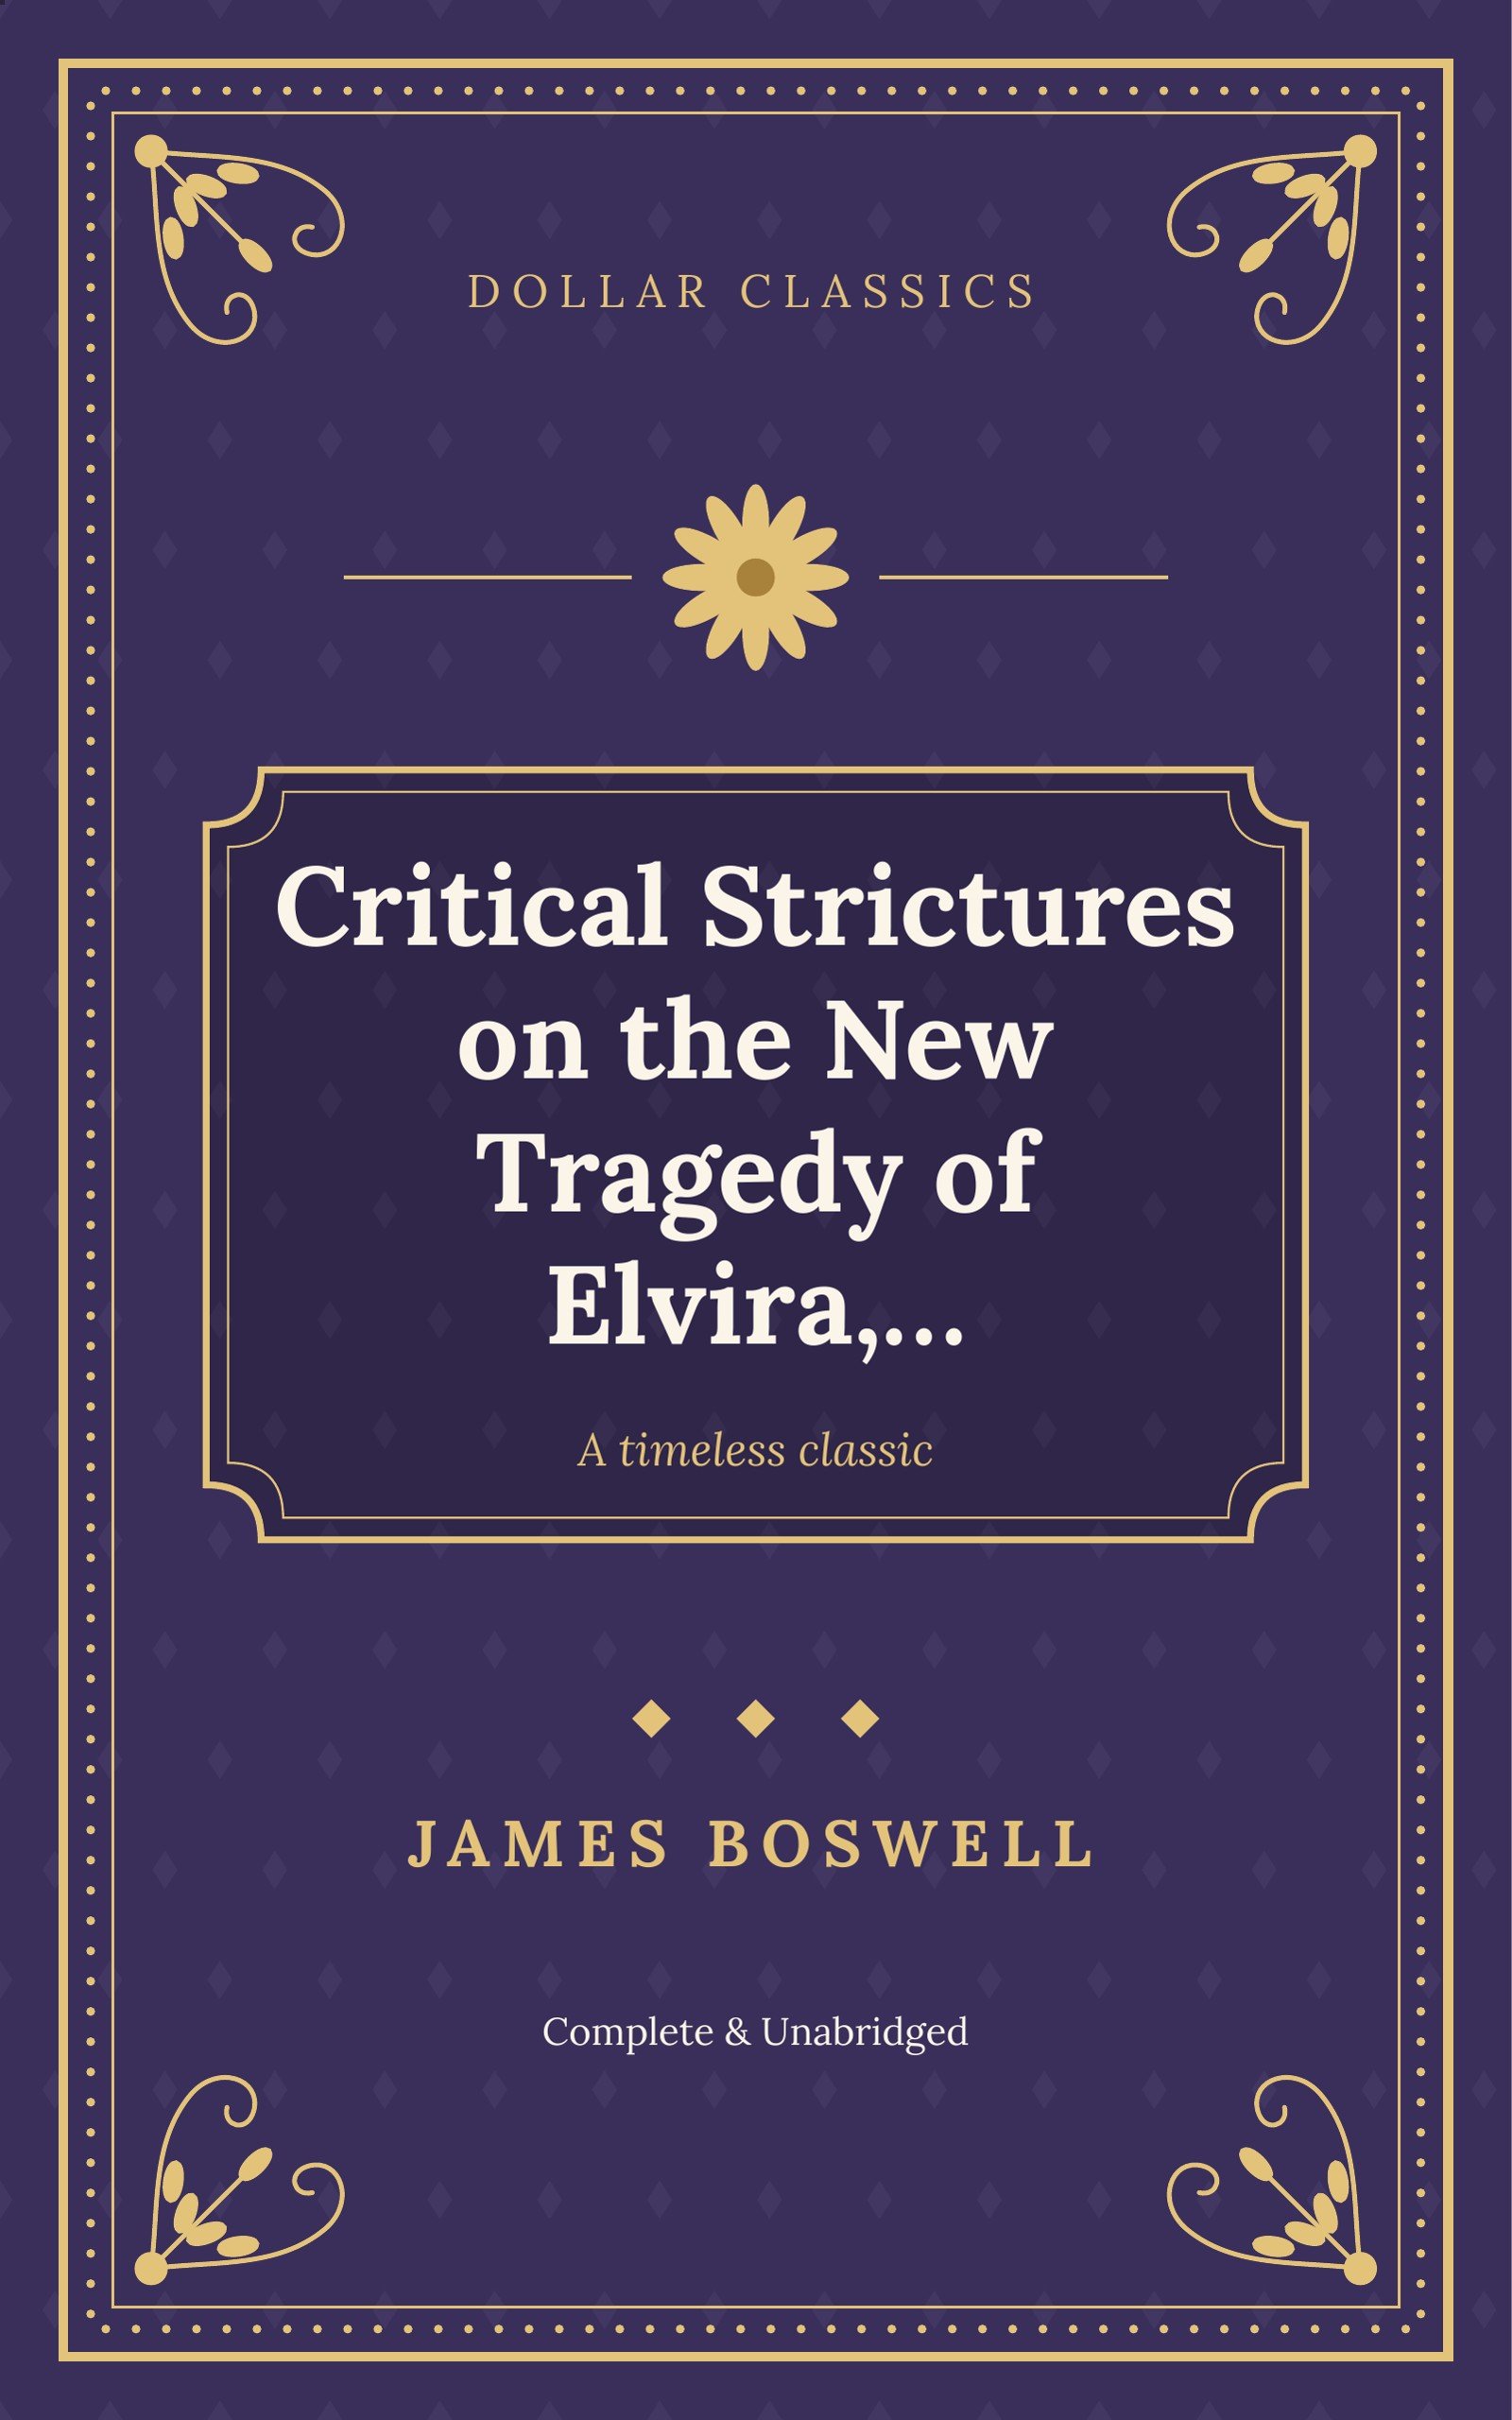 DOLLAR CLASSICS
Critical Strictures
on the New
Tragedy of
Elvira,...
A timeless classic
JAMES BOSWELL
Complete & Unabridged